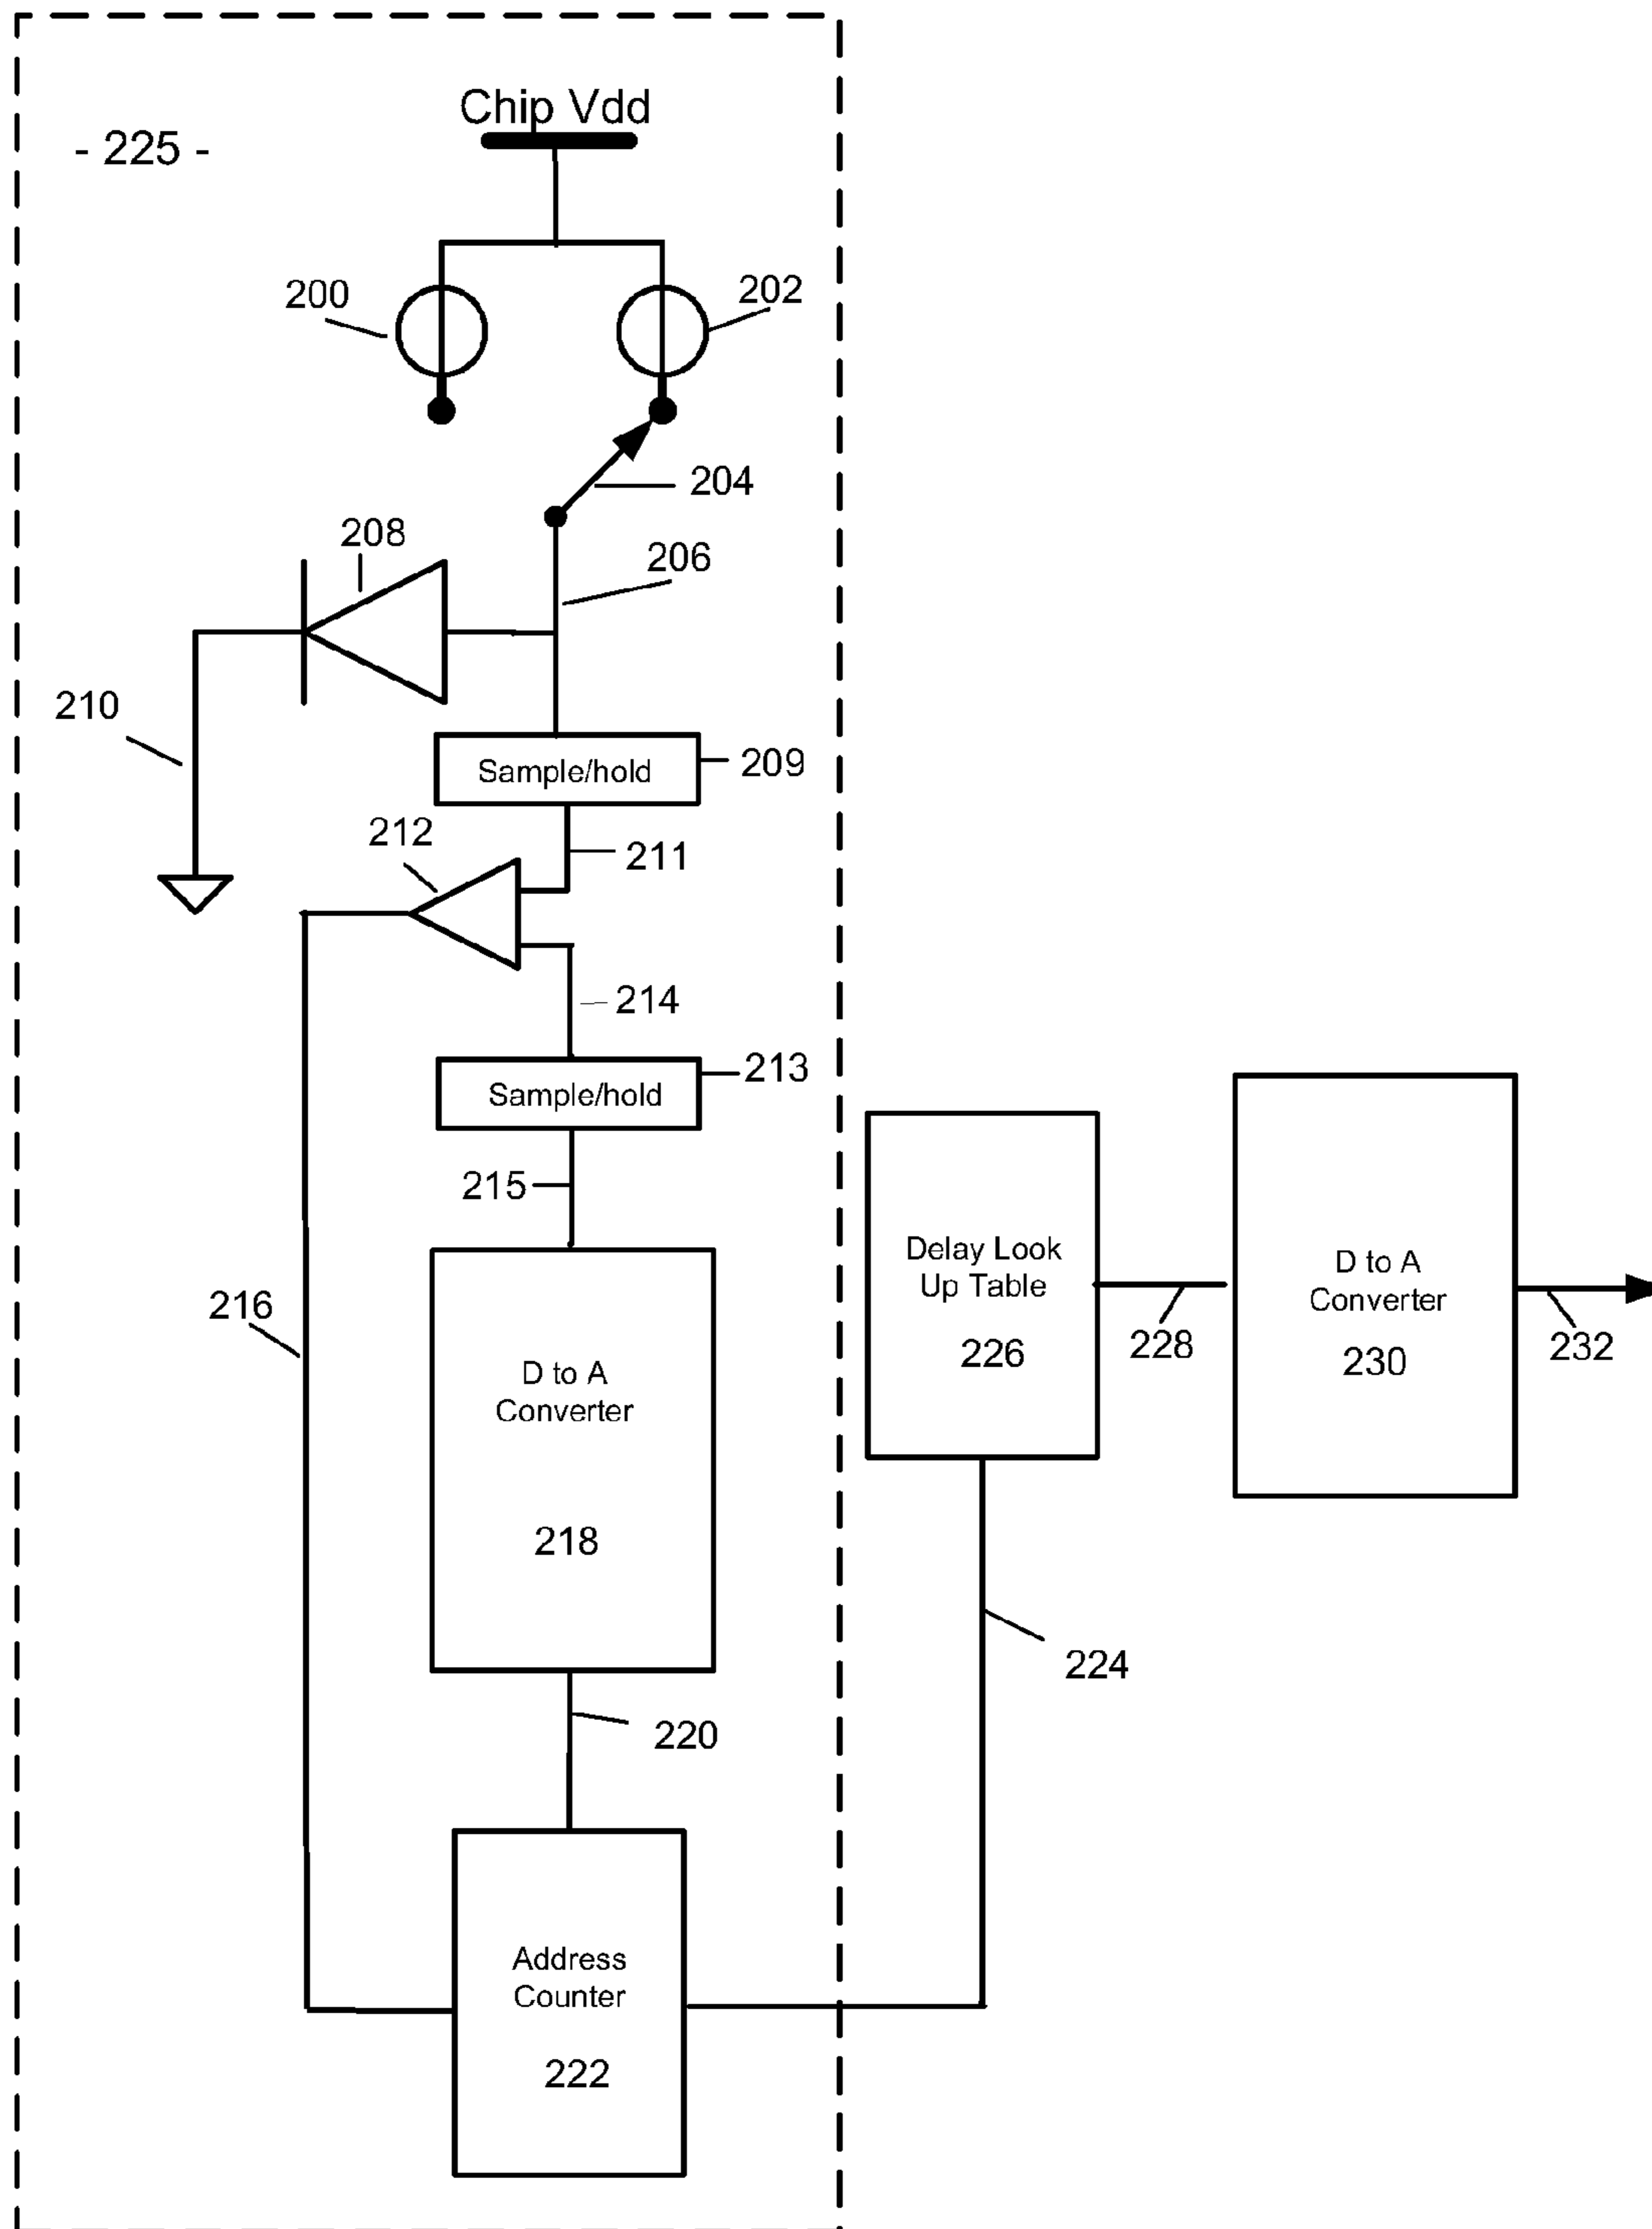 Chip Vdd
- 225 -
200
202
204
208
206
210
Sample/hold
209
212
211
214
Sample/hold
213
215
216
D to A
Converter
218
Delay Look
Up Table
226
228
D to A
Converter
230
232
224
220
Address
Counter
222